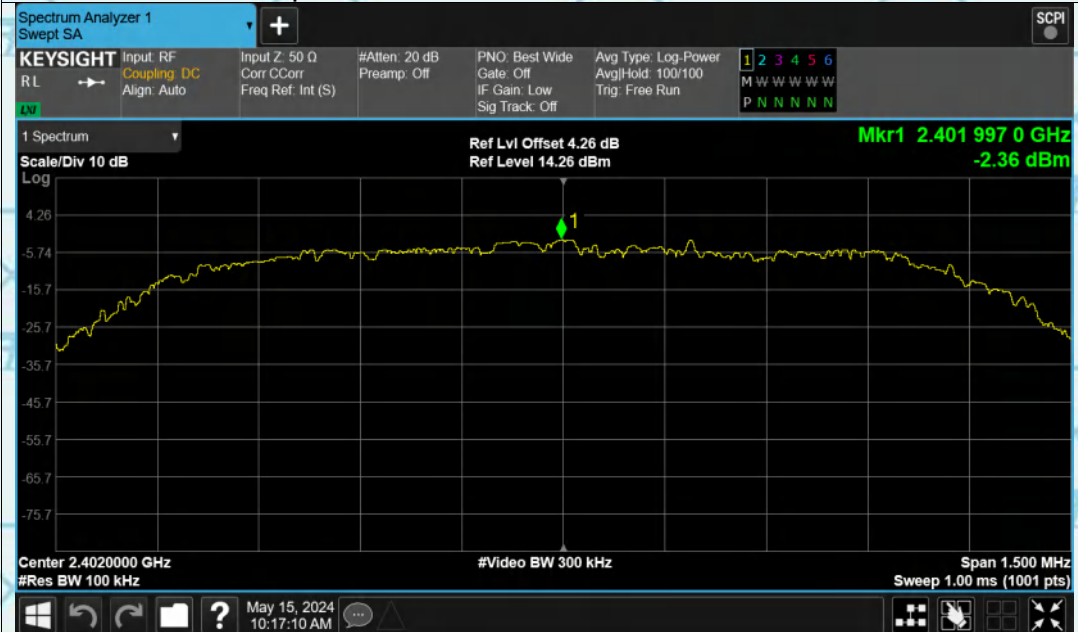 Spectrum Analyzer 1
Swept SA
+
SCPI
KEYSIGHT
RL
LXI
Input: RF
Coupling: DC
Align: Auto
Input Z: 50 Ω
Corr CCorr
Freq Ref: Int (S)
#Atten: 20 dB
Preamp: Off
PNO: Best Wide
Gate: Off
IF Gain: Low
Sig Track: Off
Avg Type: Log-Power
Avg|Hold: 100/100
Trig: Free Run
1 2 3 4 5 6
M W W W W W
P N N N N N
1 Spectrum
Scale/Div 10 dB
Ref Lvl Offset 4.26 dB
Ref Level 14.26 dBm
Mkr1 2.401 997 0 GHz
-2.36 dBm
Log
4.26
-5.74
-15.7
-25.7
-35.7
-45.7
-55.7
-65.7
-75.7
1
Center 2.4020000 GHz
#Res BW 100 kHz
#Video BW 300 kHz
Span 1.500 MHz
Sweep 1.00 ms (1001 pts)
?
May 15, 2024
10:17:10 AM